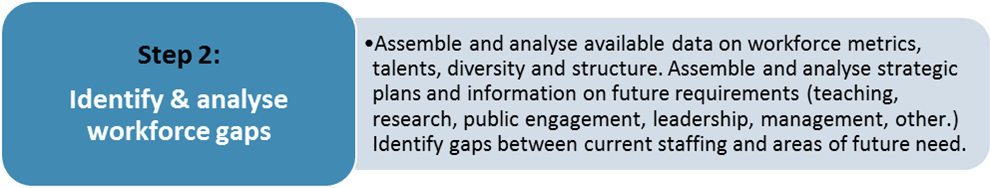 Step 2:
Identify & analyse
workforce gaps
•Assemble and analyse available data on workforce metrics,
talents, diversity and structure. Assemble and analyse strategic
plans and information on future requirements (teaching,
research, public engagement, leadership, management, other.)
Identify gaps between current staffing and areas of future need.